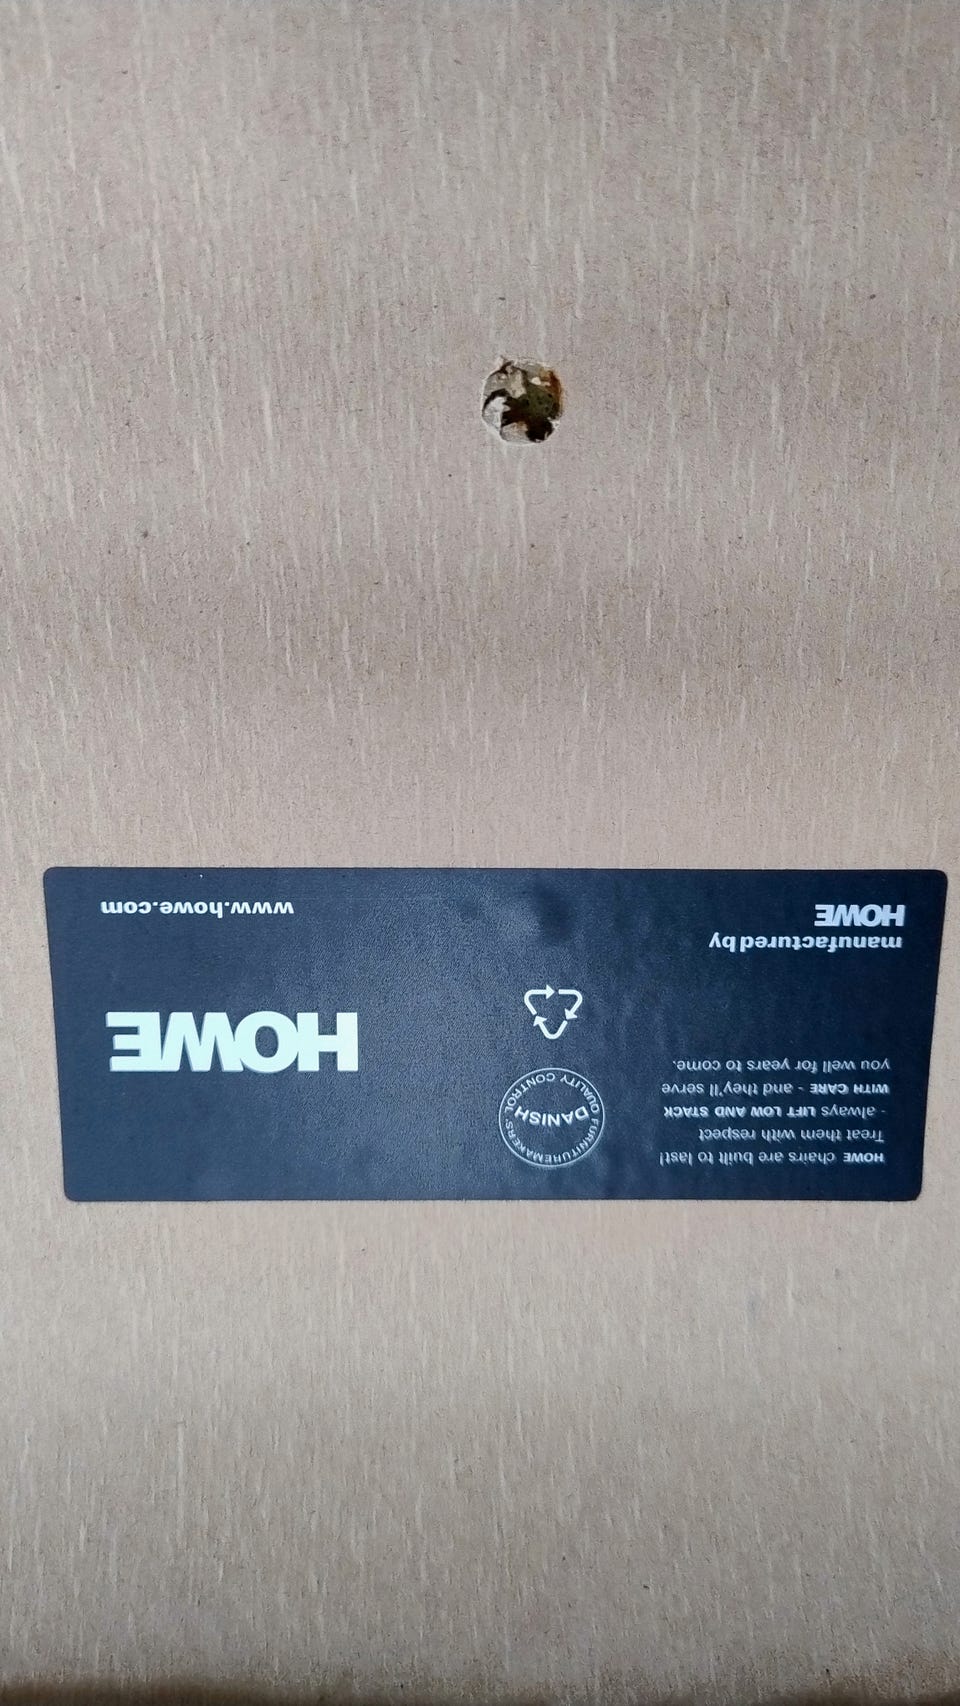 HOWE chairs are built to last!
Treat them with respect
- always LIFT LOW AND STACK
WITH CARE - and they'll serve
you well for years to come.
manufactured by
HOWE
DANISH
FURNITUREMAKERS' QUALITY CONTROL
HOWE
www.howe.com